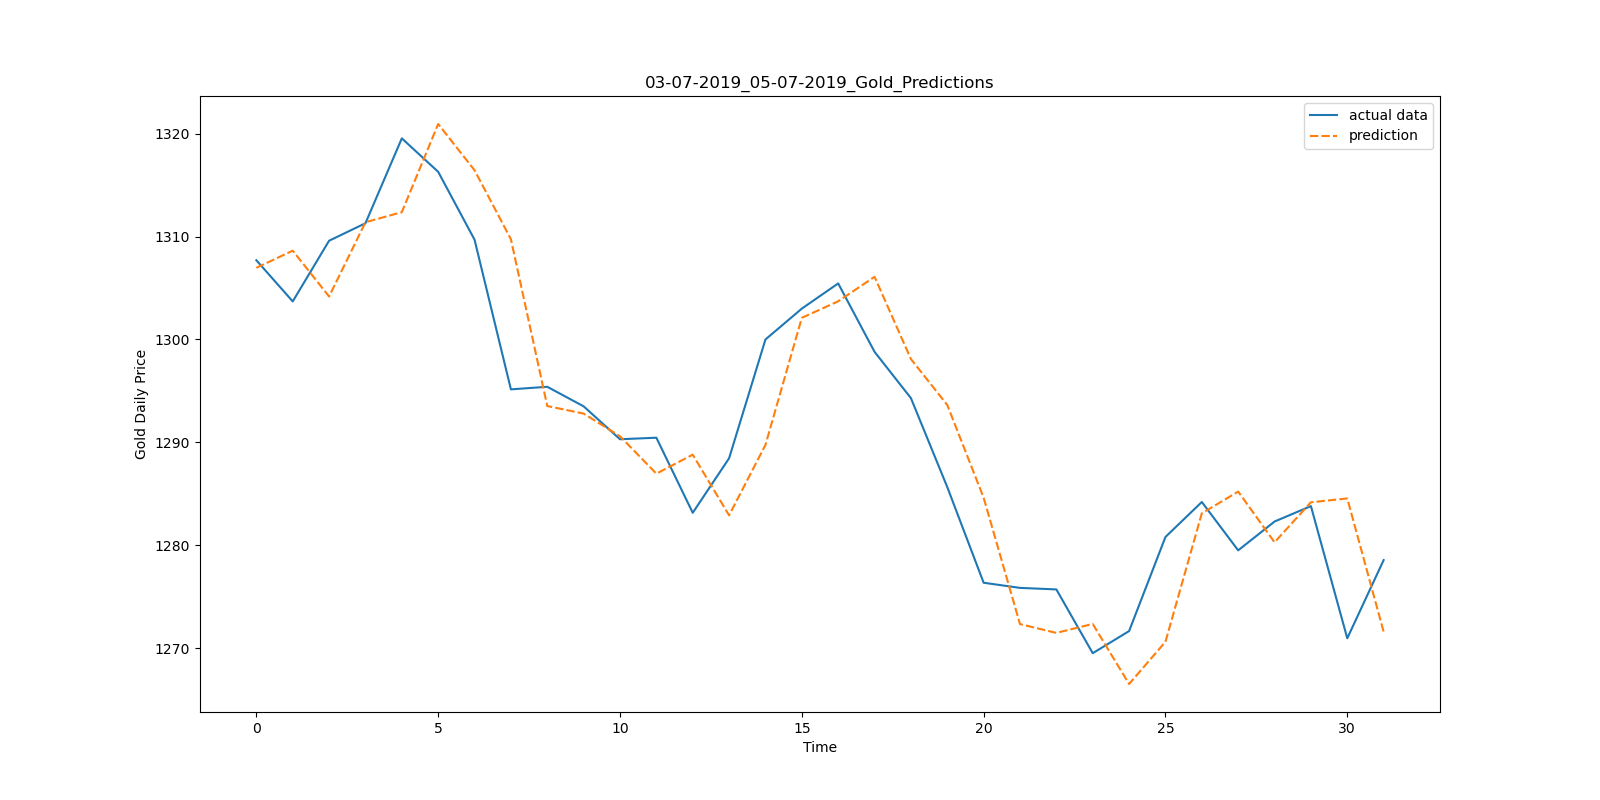 03-07-2019_05-07-2019_Gold_Predictions
actual data
prediction
1320
1310
1300
1290
1280
1270
Gold Daily Price
0 5 10 15 20 25 30
Time